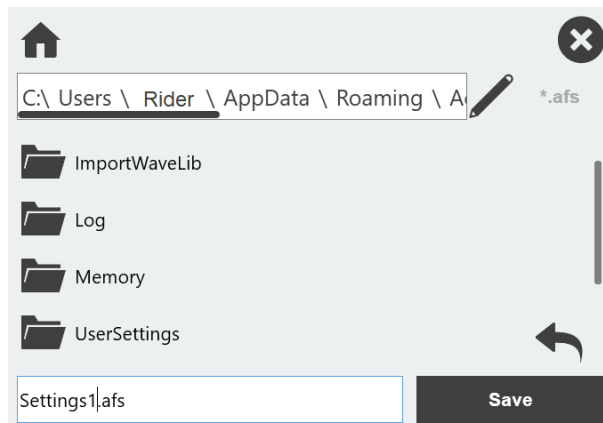 C:\ Users \ Rider \ AppData \ Roaming \
*.afs
ImportWaveLib
Log
Memory
UserSettings
Settings1.afs
Save